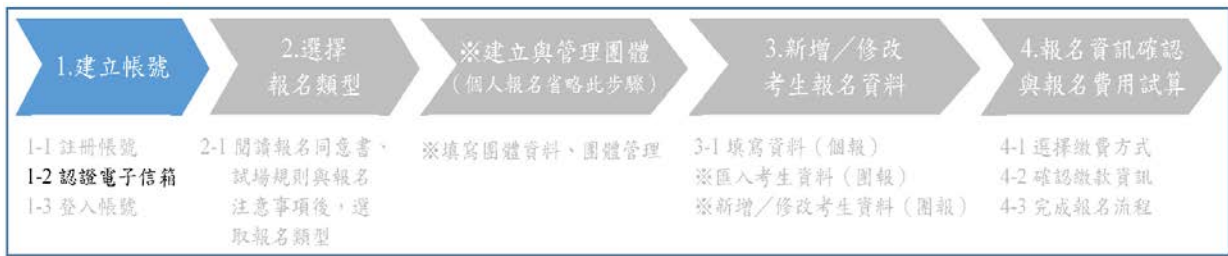 1.建立帳號
2.選擇
報名類型
※建立與管理團體
(個人報名省略此步驟)
3.新增／修改
考生報名資料
4.報名資訊確認
與報名費用試算
1-1 註冊帳號
1-2 認證電子信箱
1-3 登入帳號
2-1 閱讀報名同意書、
試場規則與報名
注意事項後，選
取報名類型
※填寫團體資料、團體管理
3-1 填寫資料（個報）
※匯入考生資料（團報）
※新增／修改考生資料（團報）
4-1 選擇繳費方式
4-2 確認繳款資訊
4-3 完成報名流程